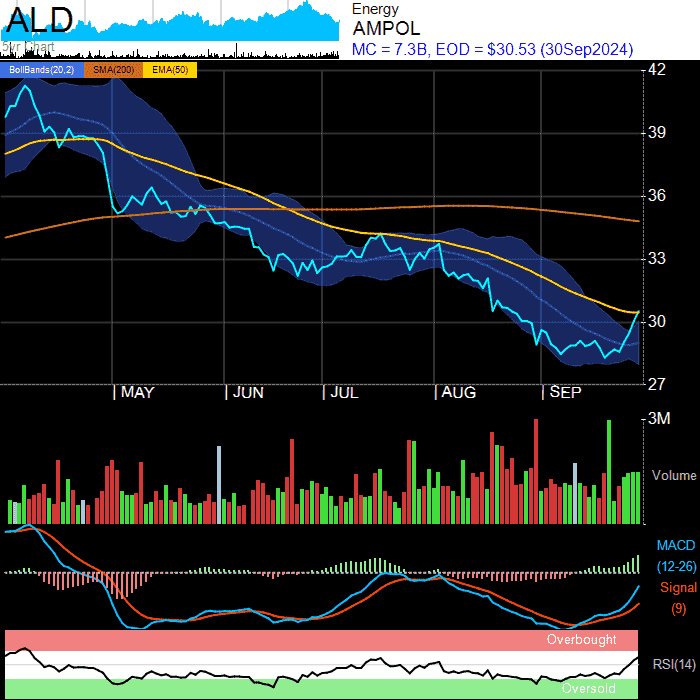 ALD
5yr Chart
Energy
AMPOL
MC = 7.3B, EOD = $30.53 (30Sep2024)
BollBands(20,2) SMA(200) EMA(50)
42
39
36
33
30
27
MAY JUN JUL AUG SEP
3M
Volume
MACD
(12-26)
Signal
(9)
Overbought
RSI(14)
Oversold